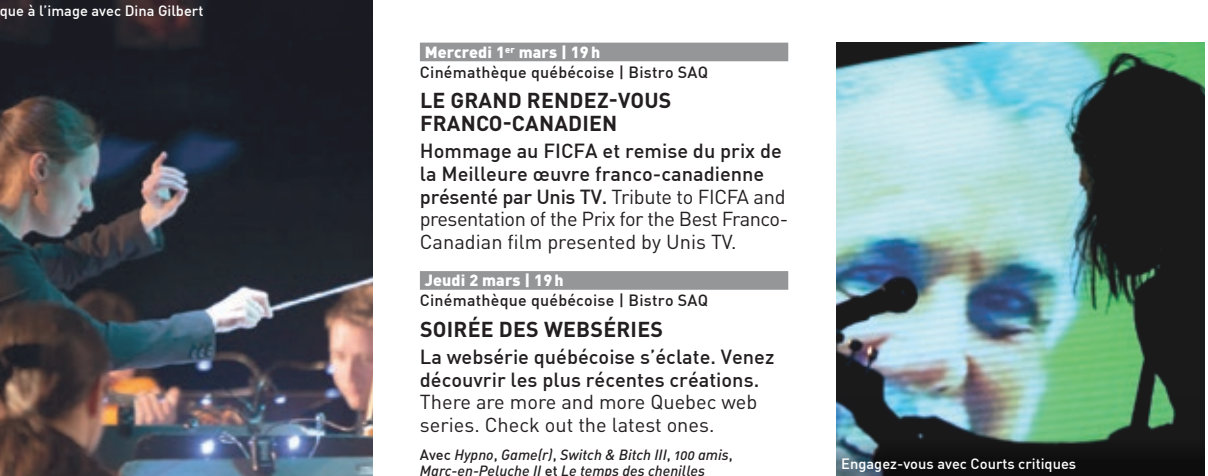 que à l'image avec Dina Gilbert
Mercredi 1er mars | 19 h
Cinémathèque québécoise | Bistro SAQ
LE GRAND RENDEZ-VOUS
FRANCO-CANADIEN
Hommage au FICFA et remise du prix de
la Meilleure œuvre franco-canadienne
présenté par Unis TV. Tribute to FICFA and
presentation of the Prix for the Best Franco-
Canadian film presented by Unis TV.
Jeudi 2 mars | 19 h
Cinémathèque québécoise | Bistro SAQ
SOIRÉE DES WEBSÉRIES
La websérie québécoise s'éclate. Venez
découvrir les plus récentes créations.
There are more and more Quebec web
series. Check out the latest ones.
Avec Hypno, Game(r), Switch & Bitch III, 100 amis,
Marc-en-Peluche II et Le temps des chenilles
Engagez-vous avec Courts critiques